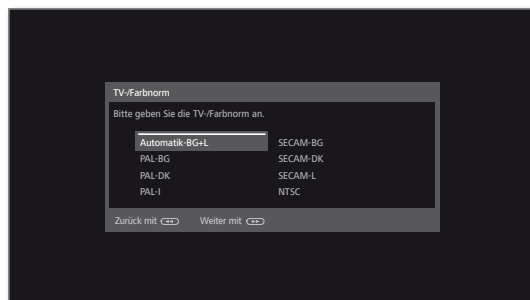 TV-/Farbnorm
Bitte geben Sie die TV-/Farbnorm an.
Automatik-BG+L
PAL-BG
PAL-DK
PAL-I
SECAM-BG
SECAM-DK
SECAM-L
NTSC
Zurück mit Weiter mit